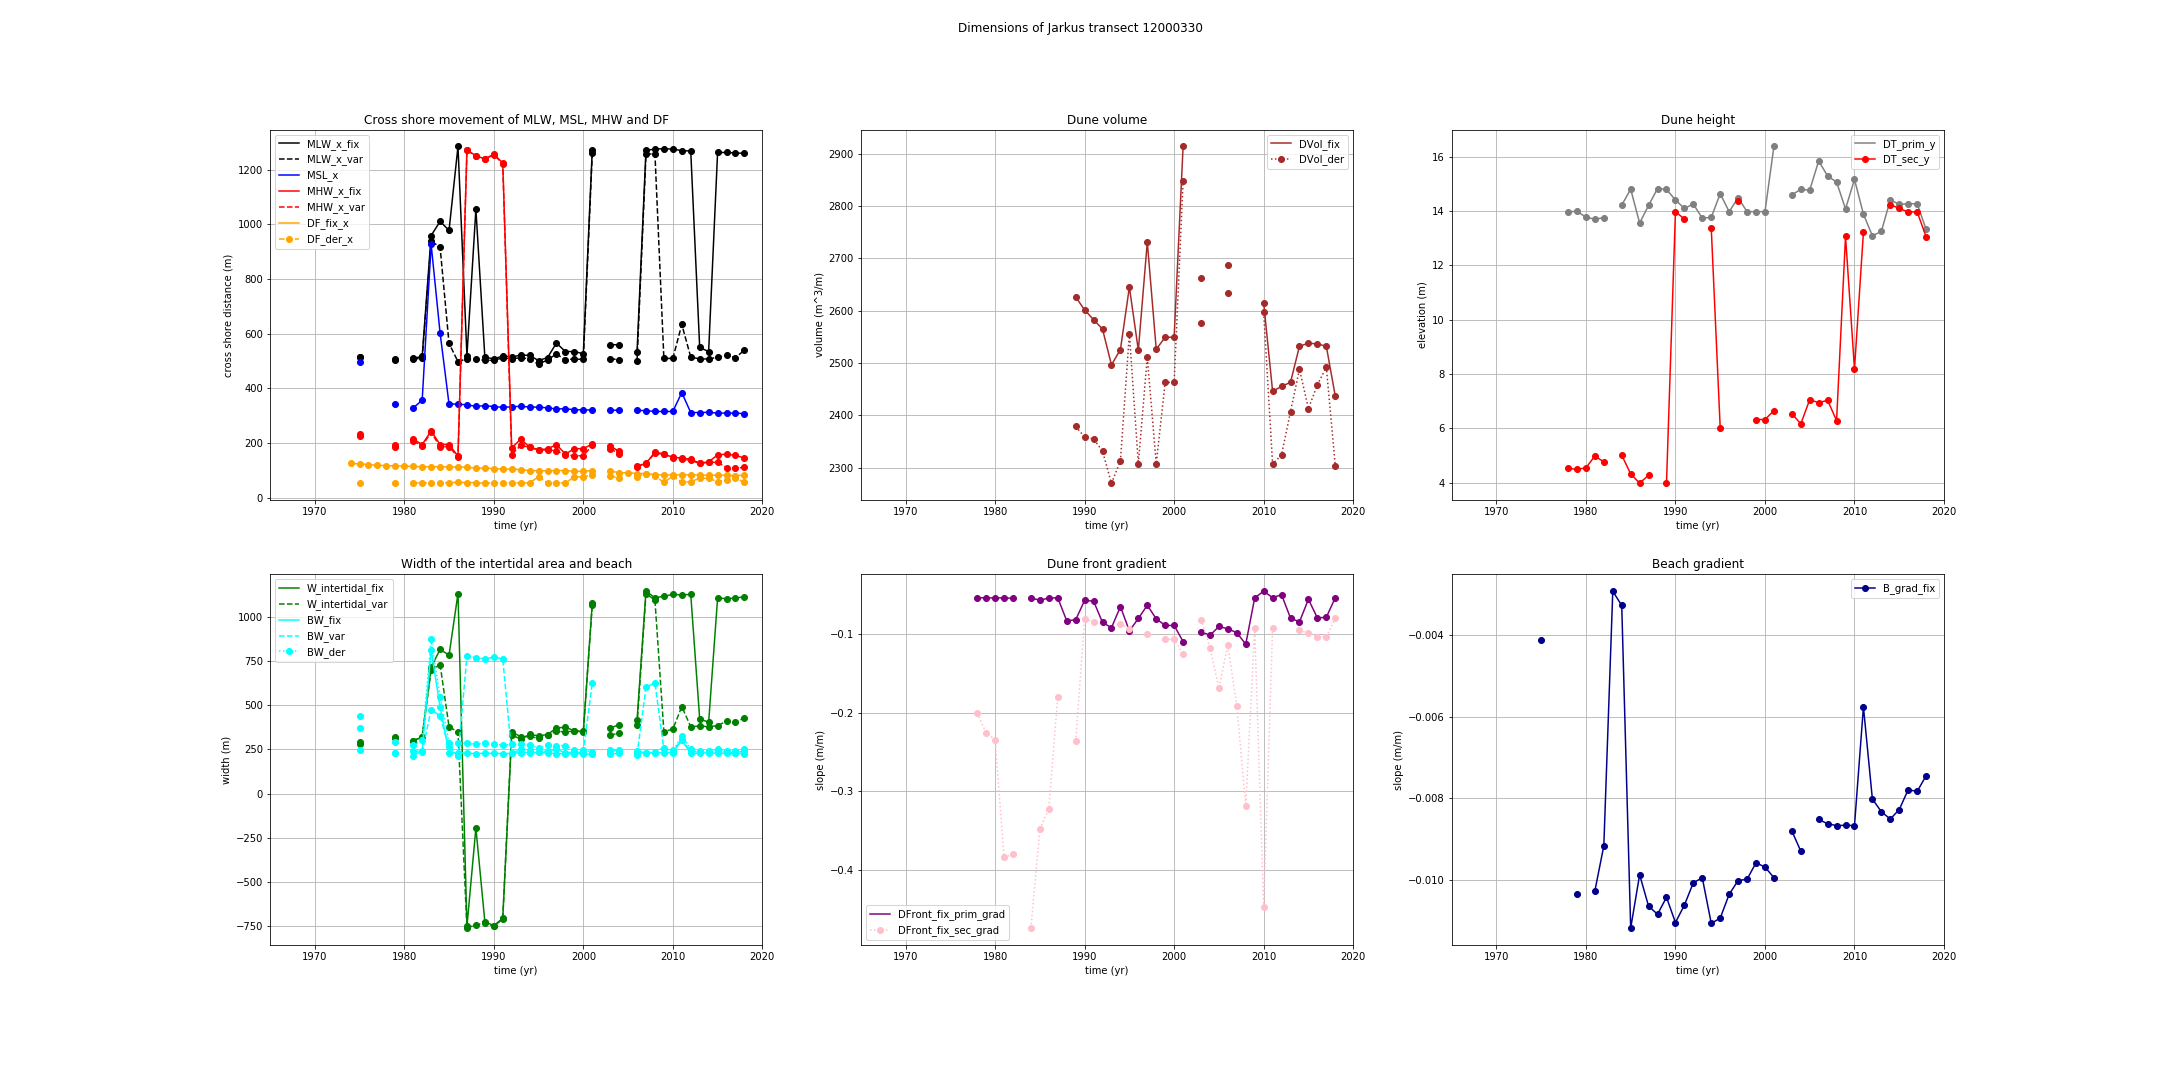 Dimensions of Jarkus transect 12000330
Cross shore movement of MLW, MSL, MHW and DF
cross shore distance (m)
1200
1000
800
600
400
200
0
MLW_x_fix
MLW_x_var
MSL_x
MHW_x_fix
MHW_x_var
DF_fix_x
DF_der_x
1970 1980 1990 2000 2010 2020
time (yr)
Dune volume
volume (m^3/m)
2900
2800
2700
2600
2500
2400
2300
DVol_fix
DVol_der
1970 1980 1990 2000 2010 2020
time (yr)
Dune height
elevation (m)
16
14
12
10
8
6
4
DT_prim_y
DT_sec_y
1970 1980 1990 2000 2010 2020
time (yr)
Width of the intertidal area and beach
width (m)
1000
750
500
250
0
−250
−500
−750
W_intertidal_fix
W_intertidal_var
BW_fix
BW_var
BW_der
1970 1980 1990 2000 2010 2020
time (yr)
Dune front gradient
slope (m/m)
−0.1
−0.2
−0.3
−0.4
DFront_fix_prim_grad
DFront_fix_sec_grad
1970 1980 1990 2000 2010 2020
time (yr)
Beach gradient
slope (m/m)
−0.004
−0.006
−0.008
−0.010
B_grad_fix
1970 1980 1990 2000 2010 2020
time (yr)